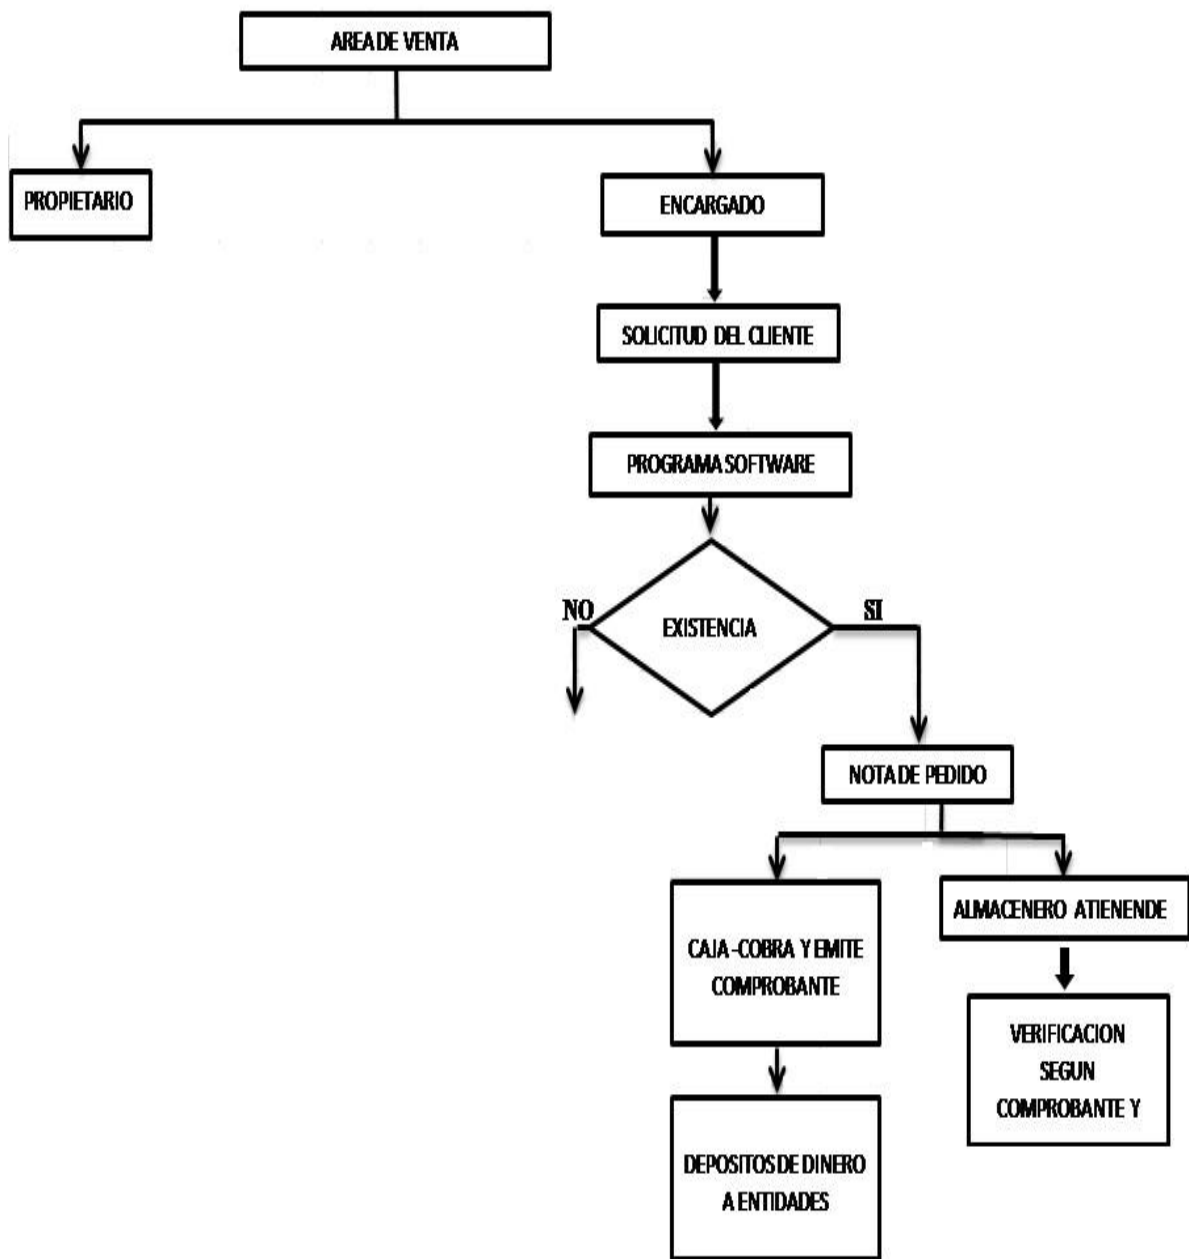 AREA DE VENTA
PROPIETARIO
ENCARGADO
SOLICITUD DEL CLIENTE
PROGRAMA SOFTWARE
NO
SI
EXISTENCIA
NOTA DE PEDIDO
CAJA -COBRA Y EMITE
COMPROBANTE
ALMACENERO ATIENENDE
VERIFICACION
SEGUN
COMPROBANTE Y
DEPOSITOS DE DINERO
A ENTIDADES